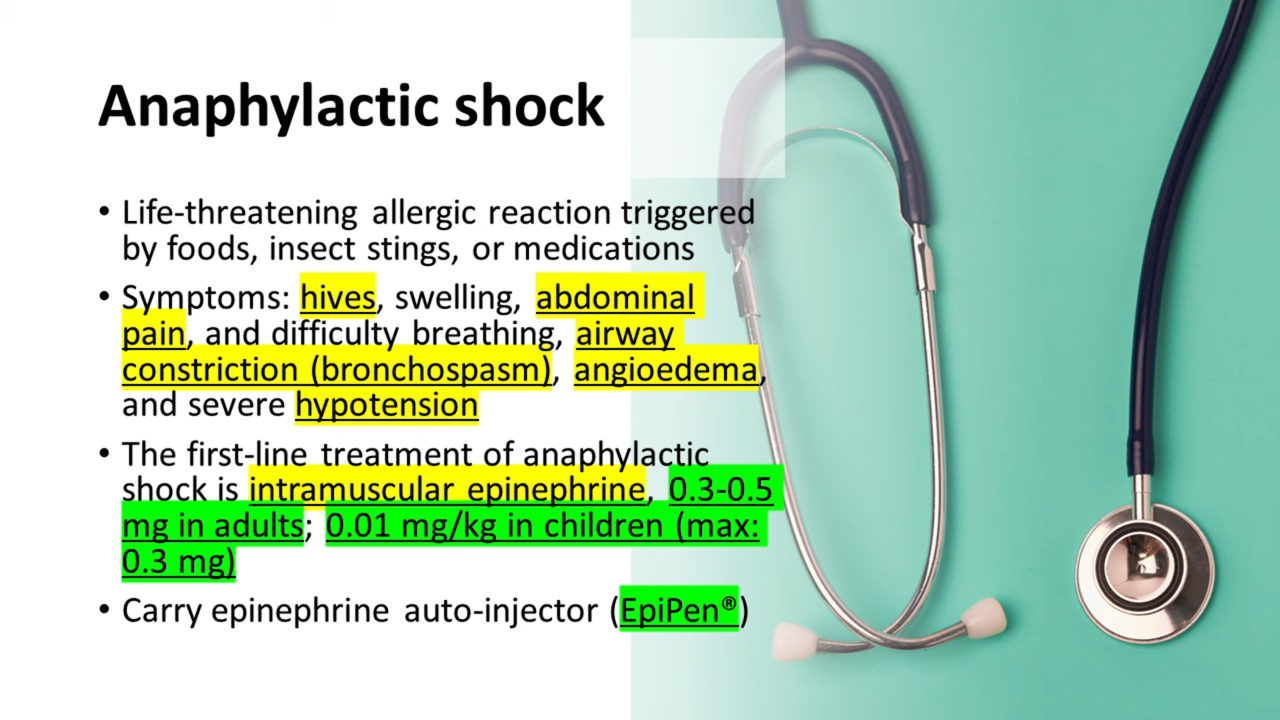 Anaphylactic shock
• Life-threatening allergic reaction triggered
by foods, insect stings, or medications
• Symptoms: hives, swelling, abdominal
pain, and difficulty breathing, airway
constriction (bronchospasm), angioedema,
and severe hypotension
• The first-line treatment of anaphylactic
shock is intramuscular epinephrine, 0.3-0.5
mg in adults; 0.01 mg/kg in children (max:
0.3 mg)
• Carry epinephrine auto-injector (EpiPen®)